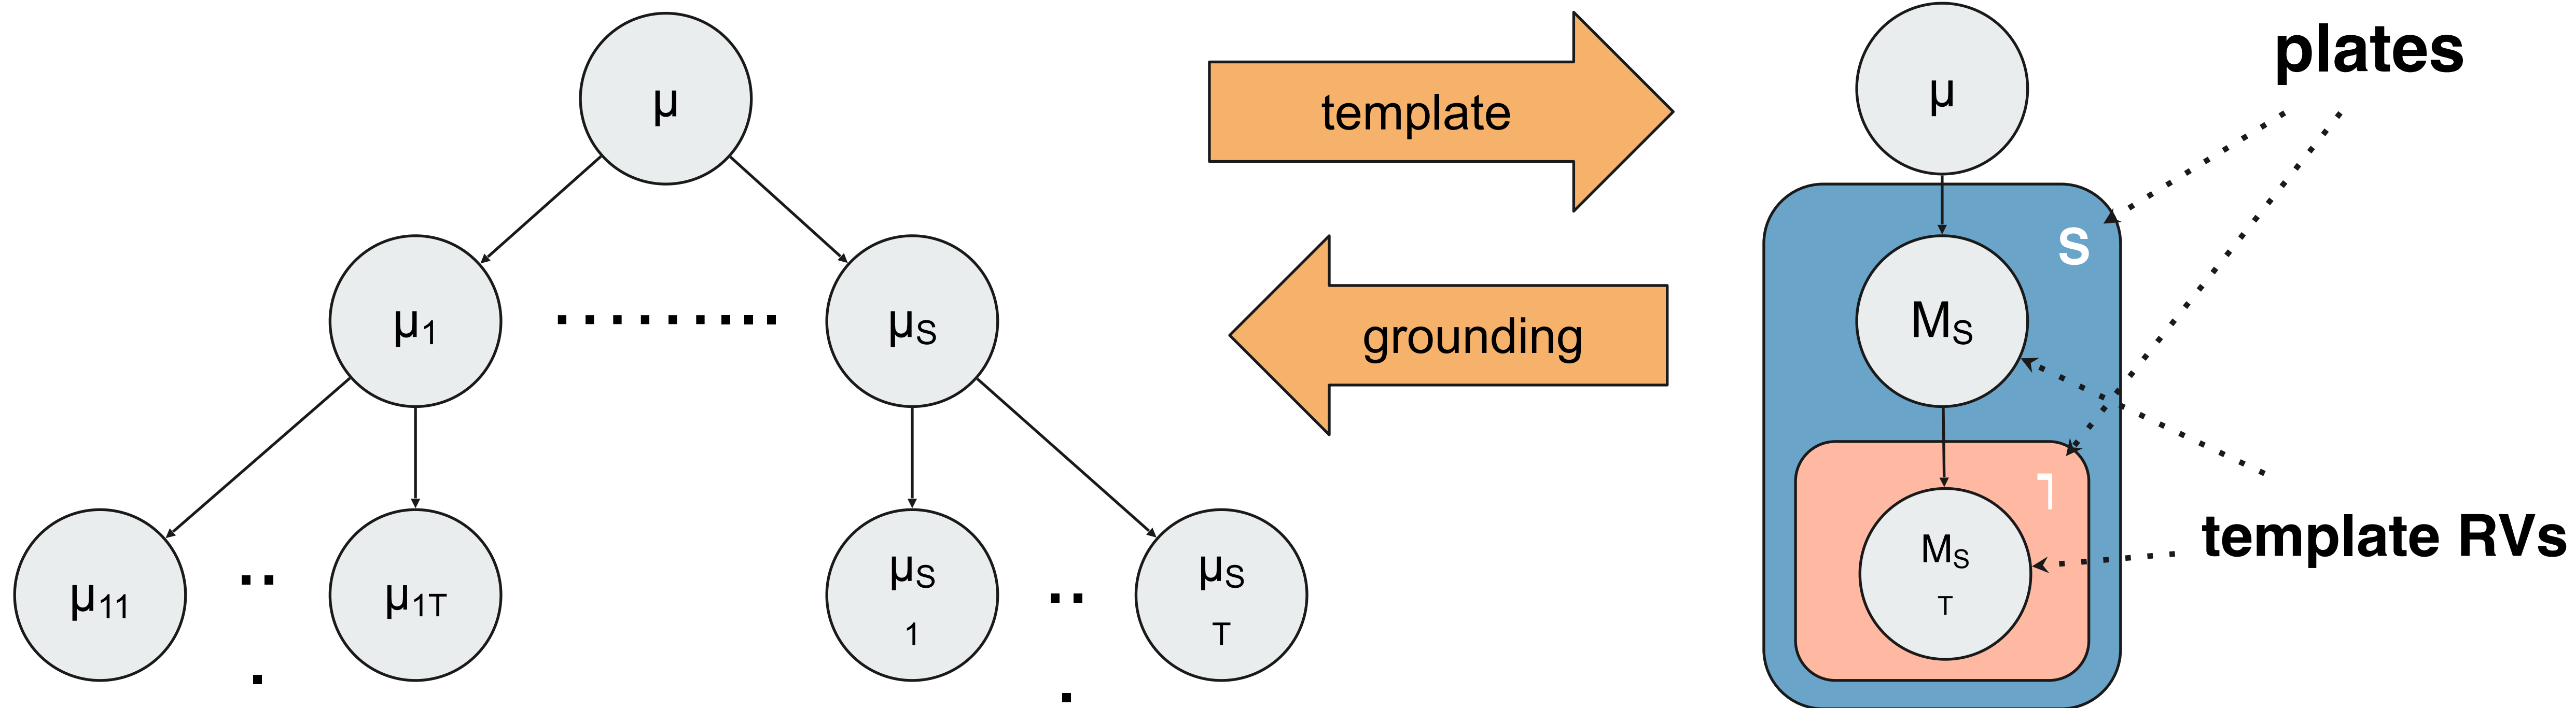 μ
μ1
μS
μ11
μ1T
μS
1
μS
T
template
grounding
μ
S
MS
MS
T
plates
template RVs